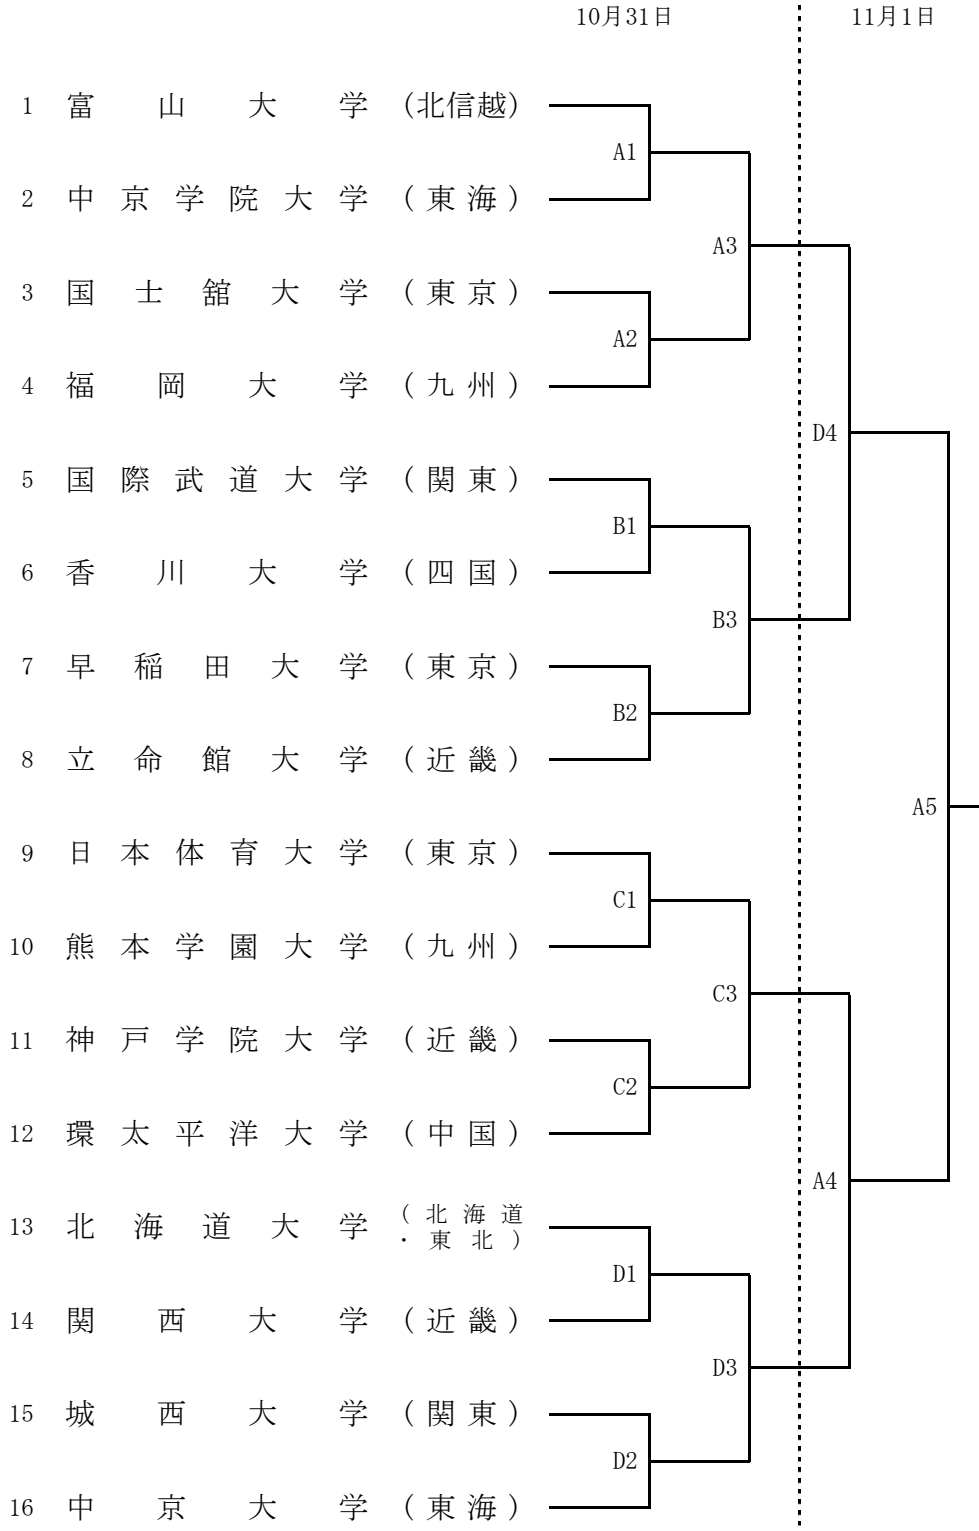 10月31日 11月1日
1 富山大学 (北信越)
A1
2 中京学院大学 (東海)
A3
3 国士舘大学 (東京)
A2
4 福岡大学 (九州)
D4
5 国際武道大学 (関東)
B1
6 香川大学 (四国)
B3
7 早稲田大学 (東京)
B2
8 立命館大学 (近畿)
A5
9 日本体育大学 (東京)
C1
10 熊本学園大学 (九州)
C3
11 神戸学院大学 (近畿)
C2
12 環太平洋大学 (中国)
A4
13 北海道大学 (北海道
・東北)
D1
14 関西大学 (近畿)
D3
15 城西大学 (関東)
D2
16 中京大学 (東海)